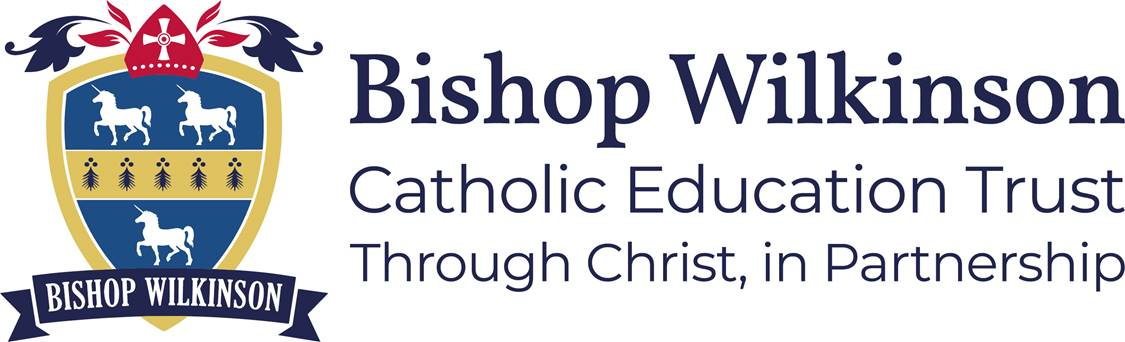 Bishop Wilkinson
Catholic Education Trust
Through Christ, in Partnership
BISHOP WILKINSON